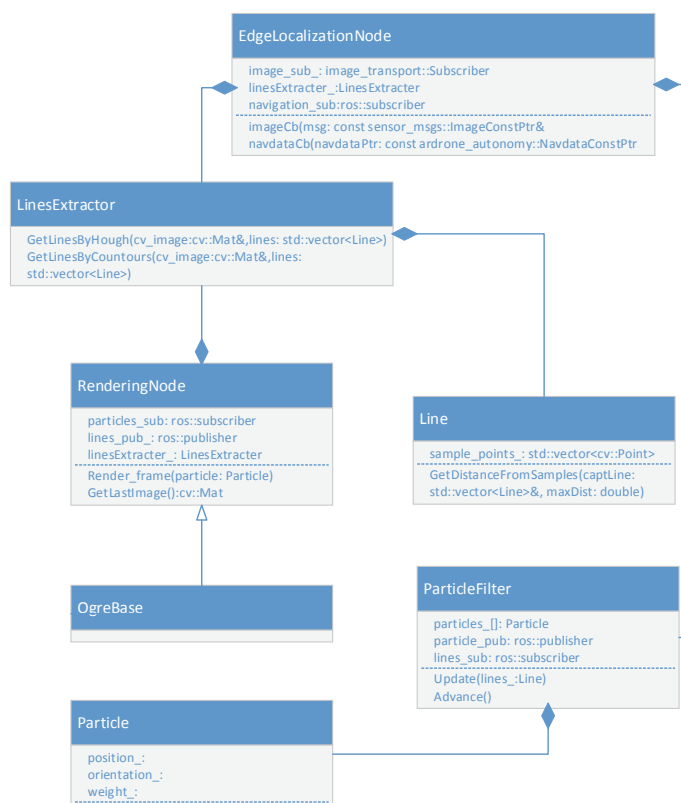 EdgeLocalizationNode
image_sub_: image_transport::Subscriber
linesExtracter_:LinesExtracter
navigation_sub:ros::subscriber
imageCb(msg: const sensor_msgs::ImageConstPtr&
navdataCb(navdataPtr: const ardrone_autonomy::NavdataConstPtr
LinesExtractor
GetLinesByHough(cv_image:cv::Mat&,lines: std::vector<Line>)
GetLinesByCountours(cv_image:cv::Mat&,lines:
std::vector<Line>)
RenderingNode
particles_sub: ros::subscriber
lines_pub_: ros::publisher
linesExtracter_: LinesExtracter
Render_frame(particle: Particle)
GetLastImage():cv::Mat
Line
sample_points_: std::vector<cv::Point>
GetDistanceFromSamples(captLine:
std::vector<Line>&, maxDist: double)
OgreBase
ParticleFilter
particles_[]: Particle
particle_pub: ros::publisher
lines_sub: ros::subscriber
Update(lines_:Line)
Advance()
Particle
position_:
orientation_:
weight_: